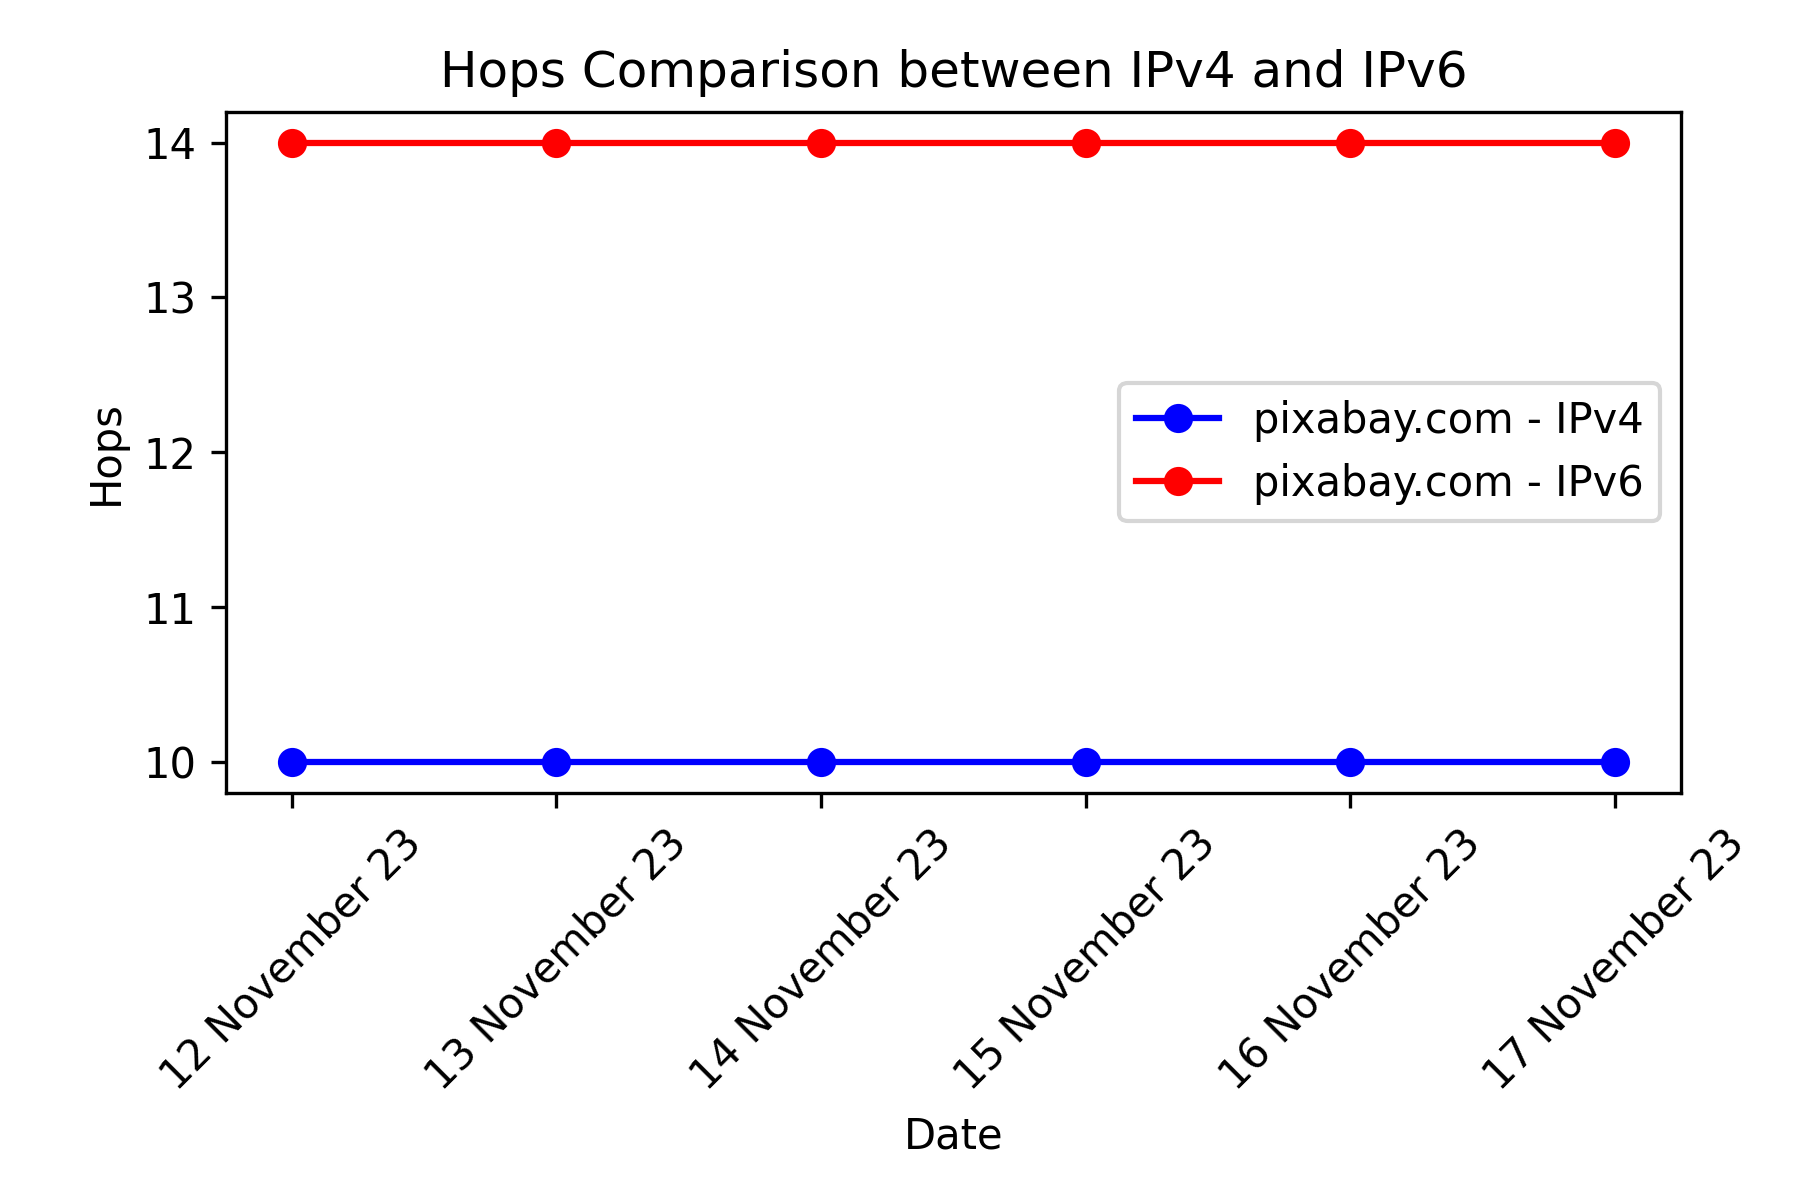 Hops Comparison between IPv4 and IPv6
14
13
12
11
10
Hops
pixabay.com - IPv4
pixabay.com - IPv6
12 November 23
13 November 23
14 November 23
15 November 23
16 November 23
17 November 23
Date